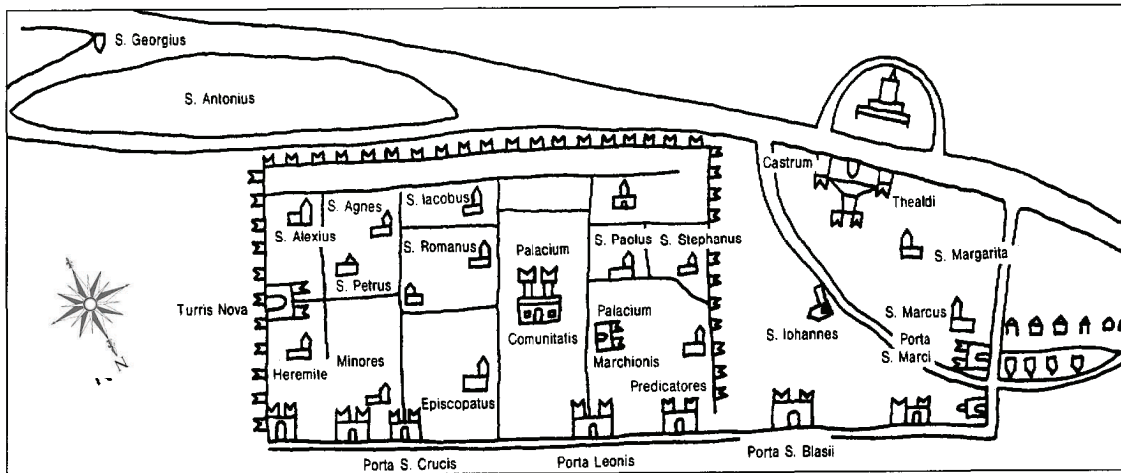 S. Georgius
S. Antonius
Castrum
Thealdi
S. Agnes
S. Iacobus
S. Alexius
S. Romanus
Palacium
S. Paolus
S. Stephanus
S. Margarita
S. Petrus
Turris Nova
Palacium
S. Marcus
Comunitatis
Marchionis
S. Iohannes
Porta
S. Marci
Minores
Heremite
Predicatores
Episcopatus
Porta S. Crucis
Porta Leonis
Porta S. Blasii
N